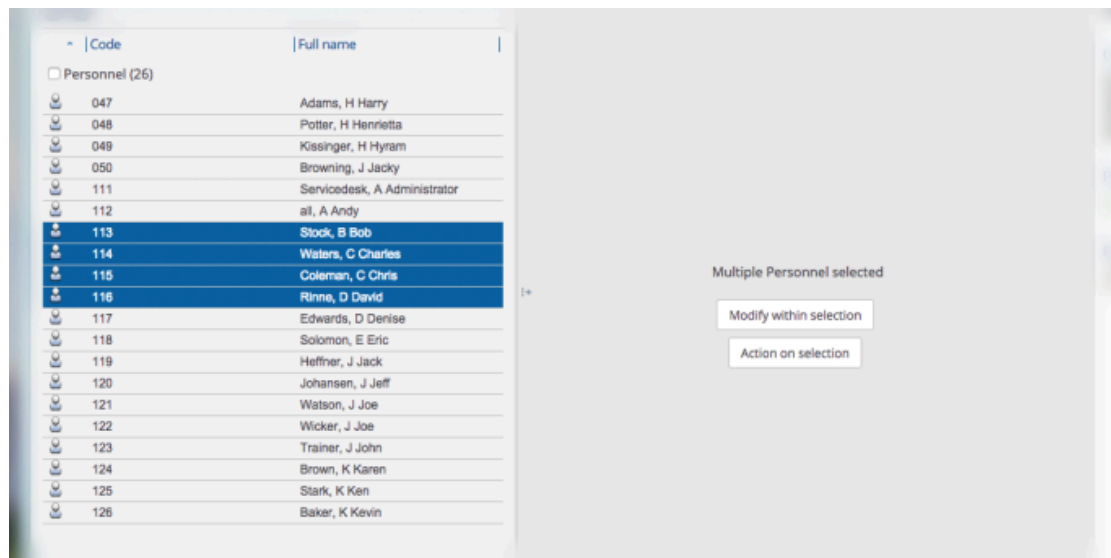 Code Full name
Personnel (26)
047 Adams, H Harry
048 Potter, H Henrietta
049 Kissinger, H Hyram
050 Browning, J Jacky
111 Servicedesk, A Administrator
112 all, A Andy
113 Stock, B Bob
114 Waters, C Charles
115 Coleman, C Chris
116 Rinne, D David
117 Edwards, D Denise
118 Solomon, E Eric
119 Heffner, J Jack
120 Johansen, J Jeff
121 Watson, J Joe
122 Wicker, J Joe
123 Trainer, J John
124 Brown, K Karen
125 Stark, K Ken
126 Baker, K Kevin
Multiple Personnel selected
Modify within selection
Action on selection